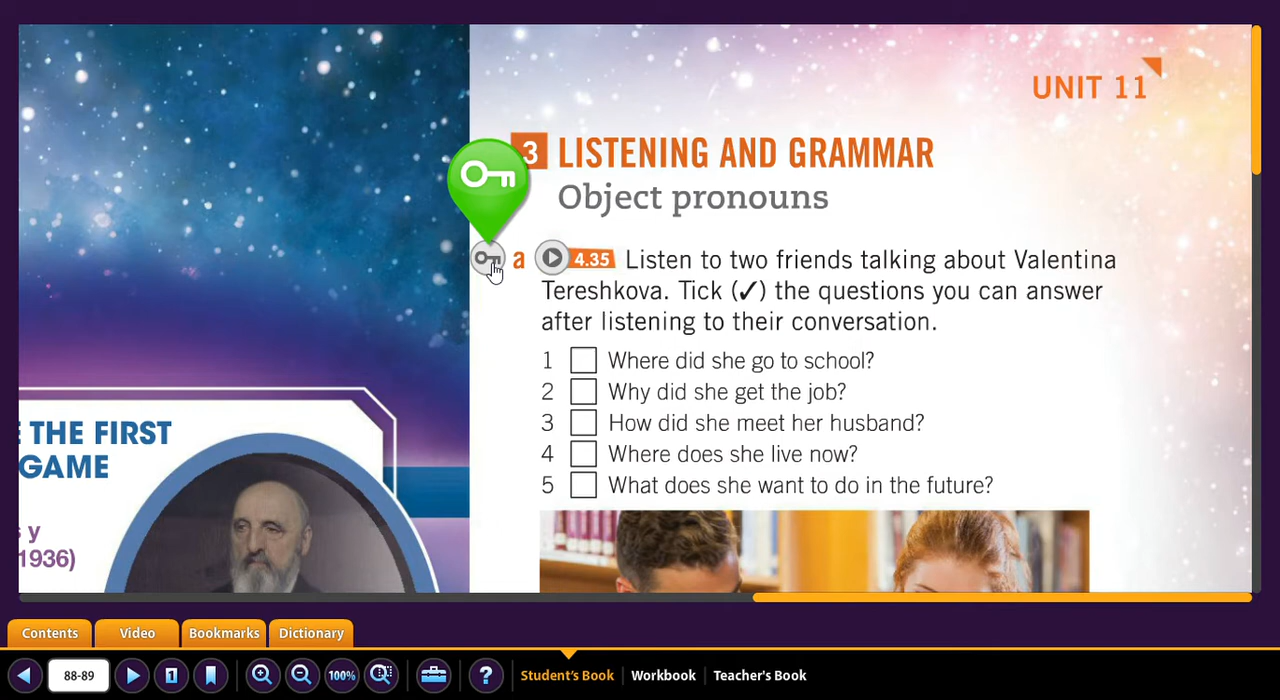 UNIT 11
3 LISTENING AND GRAMMAR
Object pronouns
a 4.35 Listen to two friends talking about Valentina
Tereshkova. Tick (✓) the questions you can answer
after listening to their conversation.
1 Where did she go to school?
2 Why did she get the job?
3 How did she meet her husband?
4 Where does she live now?
5 What does she want to do in the future?
THE FIRST
GAME
y
1936)
Contents Video Bookmarks Dictionary
88-89 1 100% ? Student's Book Workbook Teacher's Book